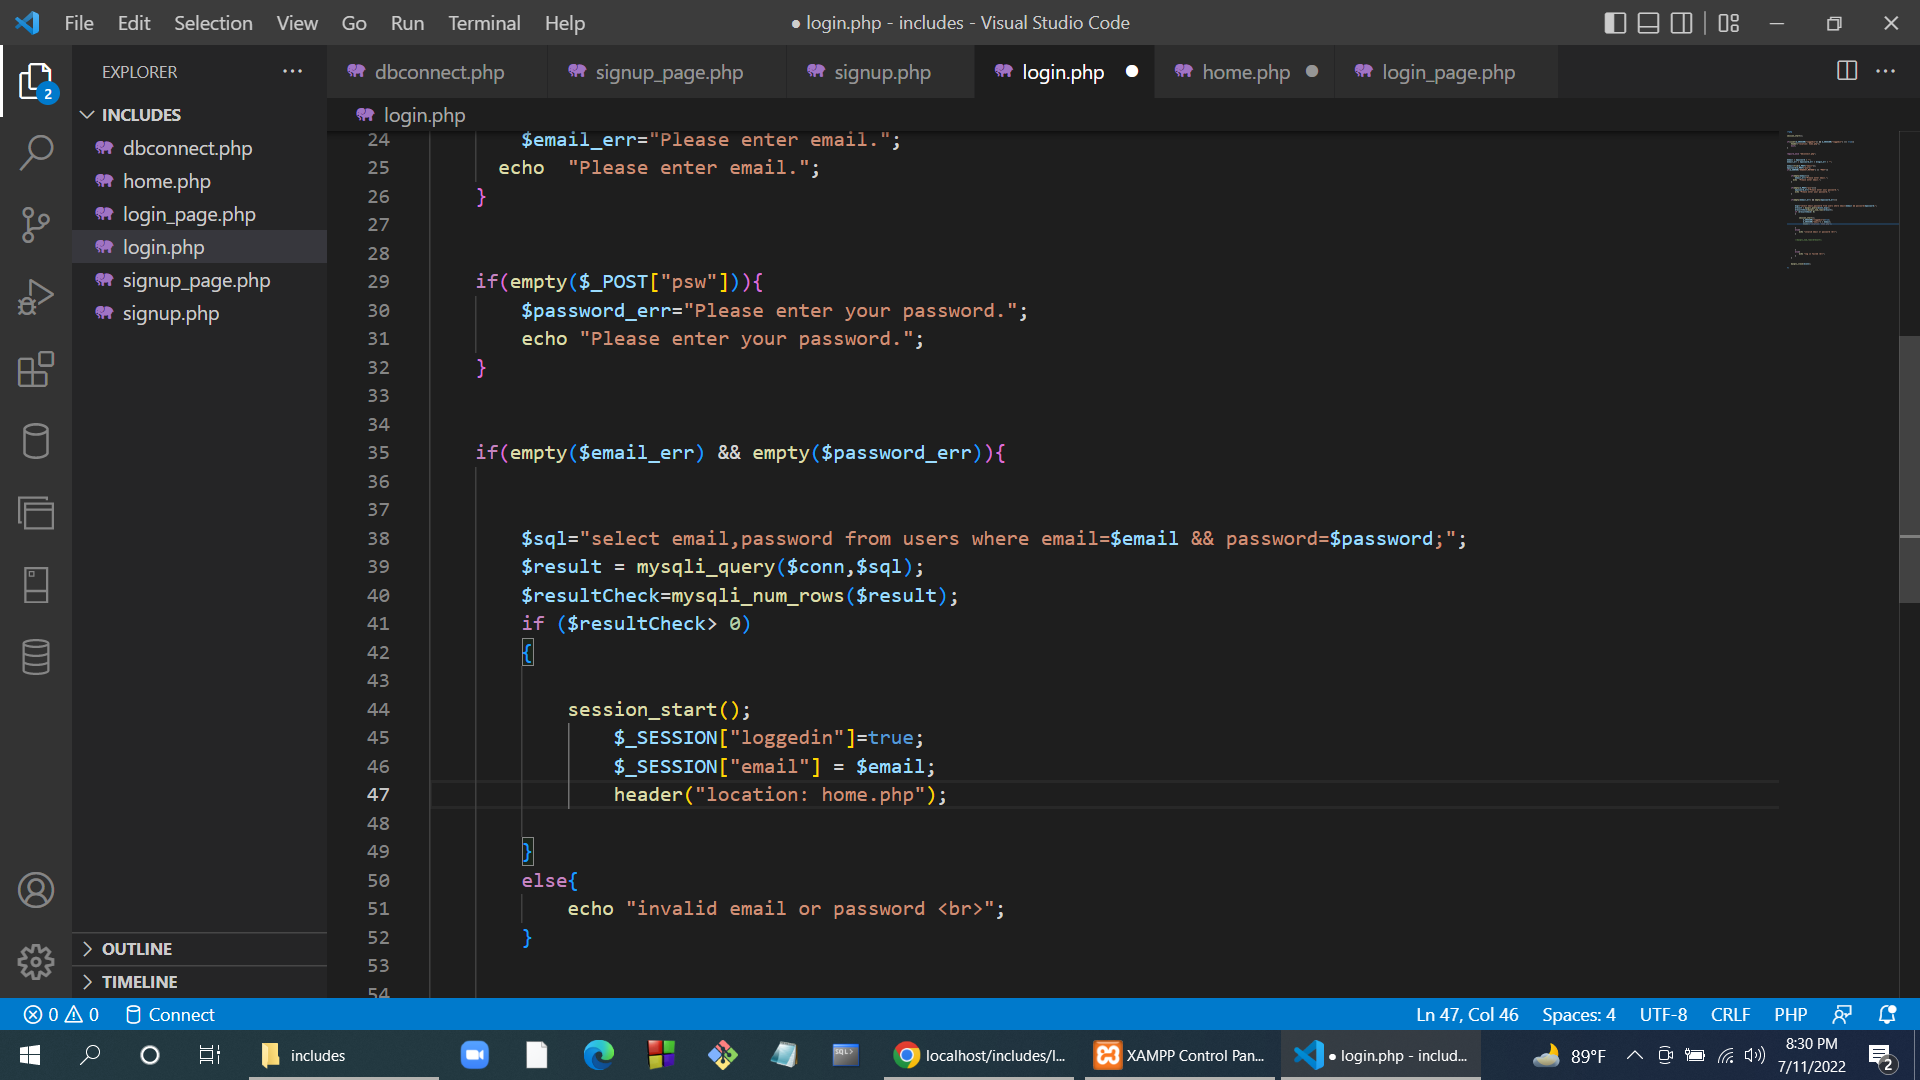 File Edit Selection View Go Run Terminal Help
● login.php - includes - Visual Studio Code
EXPLORER ...
dbconnect.php signup_page.php signup.php login.php ● home.php ● login_page.php ...
INCLUDES
login.php
dbconnect.php
home.php
login_page.php
login.php
signup_page.php
signup.php
OUTLINE
TIMELINE
2
24 $email_err="Please enter email.";
25 echo "Please enter email.";
26 }
27
28
29 if(empty($_POST["psw"])){
30 $password_err="Please enter your password.";
31 echo "Please enter your password.";
32 }
33
34
35 if(empty($email_err) && empty($password_err)){
36
37
38 $sql="select email,password from users where email=$email && password=$password;";
39 $result = mysqli_query($conn,$sql);
40 $resultCheck=mysqli_num_rows($result);
41 if ($resultCheck> 0)
42 {
43
44 session_start();
45 $_SESSION["loggedin"]=true;
46 $_SESSION["email"] = $email;
47 header("location: home.php");
48
49 }
50 else{
51 echo "invalid email or password <br>";
52 }
53
54
0 0 Connect
Ln 47, Col 46 Spaces: 4 UTF-8 CRLF PHP
includes
SQL>
localhost/includes/l...
XAMPP Control Pan...
● login.php - includ...
89°F
8:30 PM
7/11/2022
2